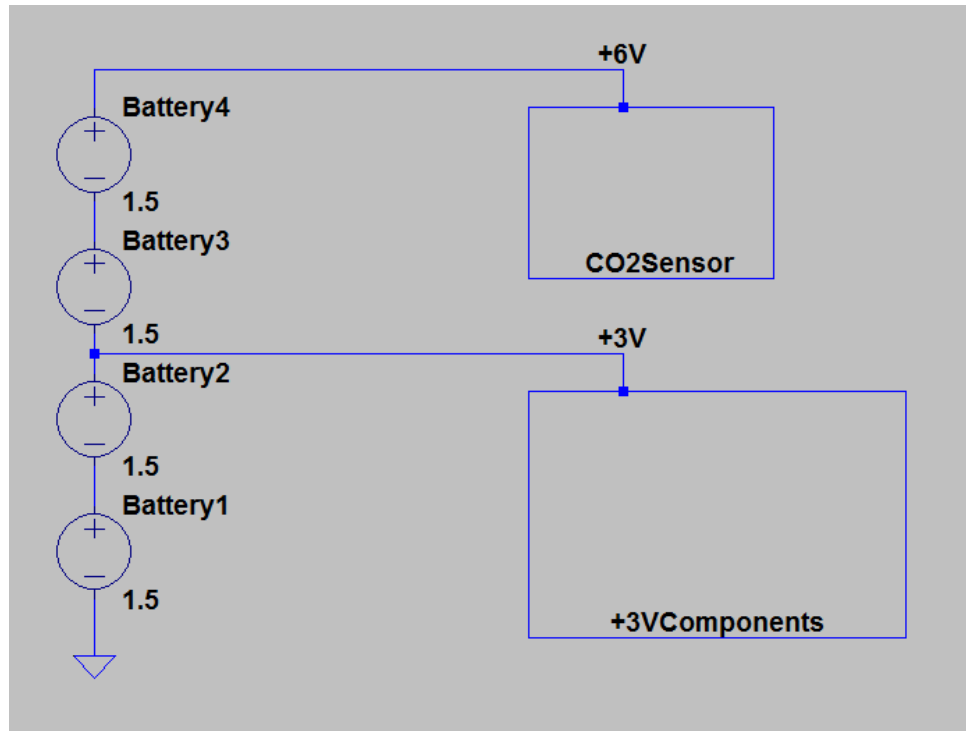 +6V
Battery4
1.5
Battery3
CO2Sensor
1.5
+3V
Battery2
1.5
Battery1
1.5
+3VComponents